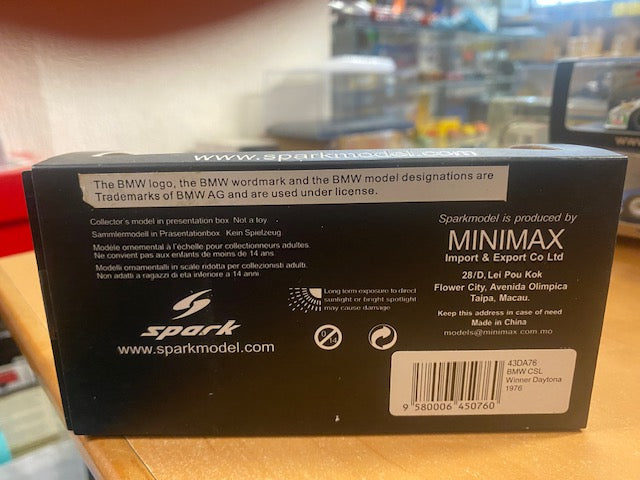 www.sparkmodel.com
The BMW logo, the BMW wordmark and the BMW model designations are
Trademarks of BMW AG and are used under license.
Collector's model in presentation box. Not a toy.
Sammlermodell in Präsentationbox. Kein Spielzeug
Modèle ornemental à l'échelle pour collectionneurs adultes.
Ne convient pas aux enfants de moins de 14 ans.
Modelli ornamentali in scale ridotta per collezionisti adulti.
Non adatti a ragazzi di età inferiore a 14 anni
Long term exposure to direct
sunlight or bright spotlight
may cause damage
spark
www.sparkmodel.com
Sparkmodel is produced by
MINIMAX
Import & Export Co Ltd
28/D, Lei Pou Kok
Flower City, Avenida Olimpica
Taipa, Macau.
Keep this address in case of need
Made in China
models@minimax.com.mo
43DA76
BMW CSL
Winner Daytona
1976
9 580006 450760